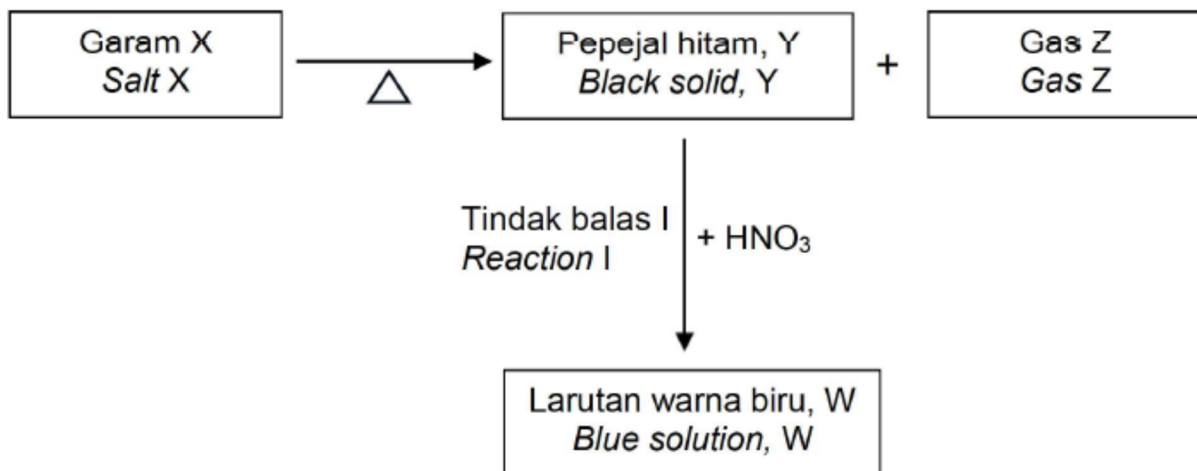 Garam X
Salt X
Pepejal hitam, Y
Black solid, Y
+
Gas Z
Gas Z
Tindak balas I
Reaction I
+ HNO₃
Larutan warna biru, W
Blue solution, W